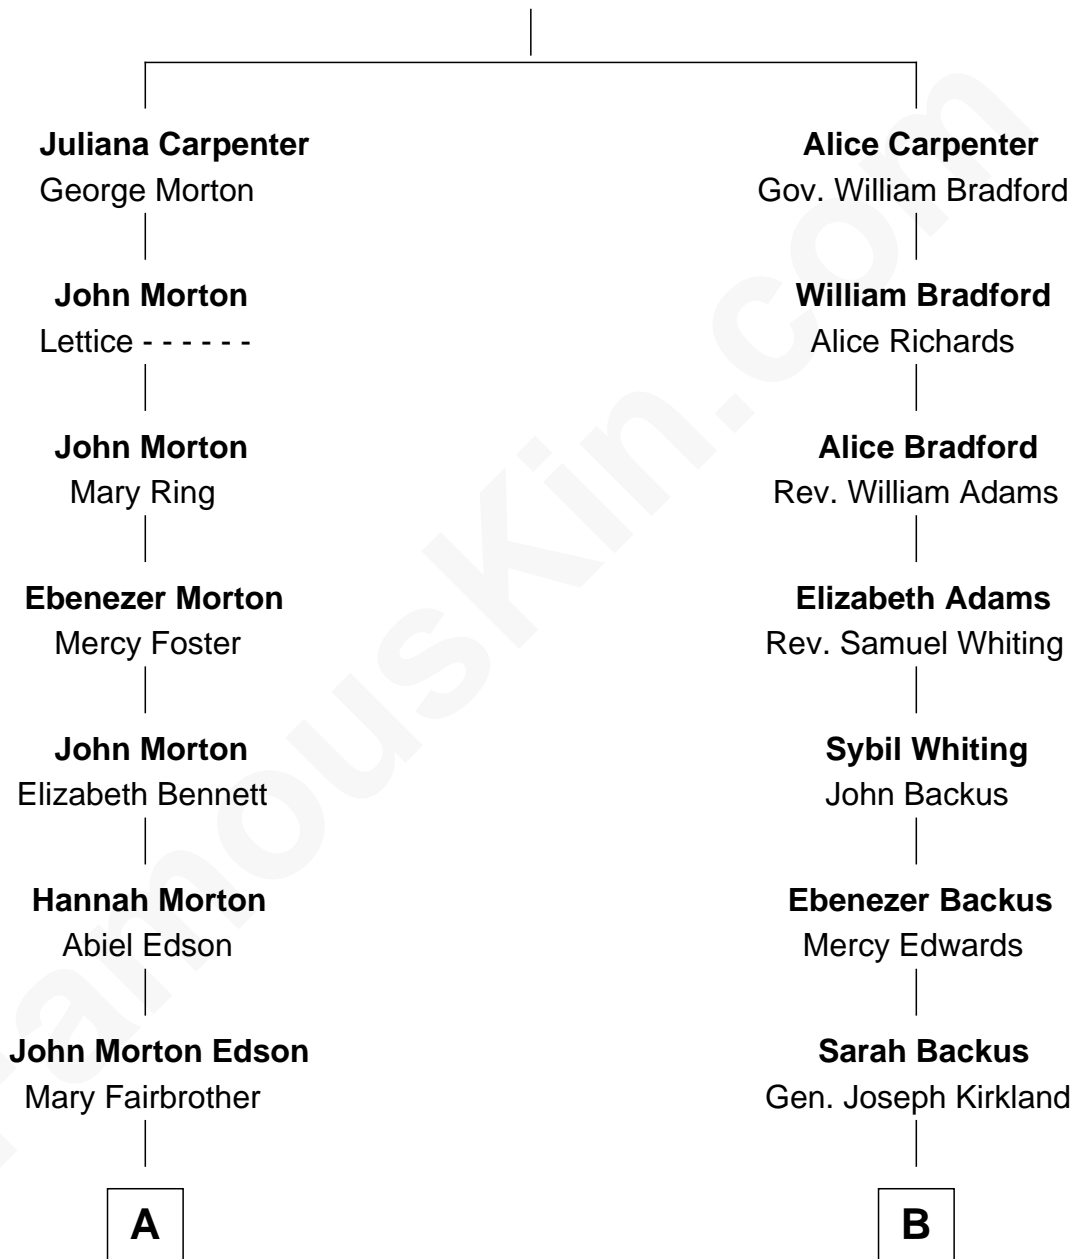 Juliana Carpenter
George Morton
John Morton
Lettice - - - - - -
John Morton
Mary Ring
Ebenezer Morton
Mercy Foster
John Morton
Elizabeth Bennett
Hannah Morton
Abiel Edson
John Morton Edson
Mary Fairbrother
A
Alice Carpenter
Gov. William Bradford
William Bradford
Alice Richards
Alice Bradford
Rev. William Adams
Elizabeth Adams
Rev. Samuel Whiting
Sybil Whiting
John Backus
Ebenezer Backus
Mercy Edwards
Sarah Backus
Gen. Joseph Kirkland
B
FamousKin.com